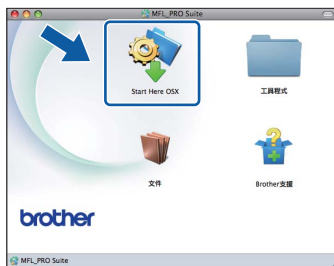 MFL_PRO Suite
Start Here OSX
工具程式
文件
Brother支援
brother
MFL_PRO Suite